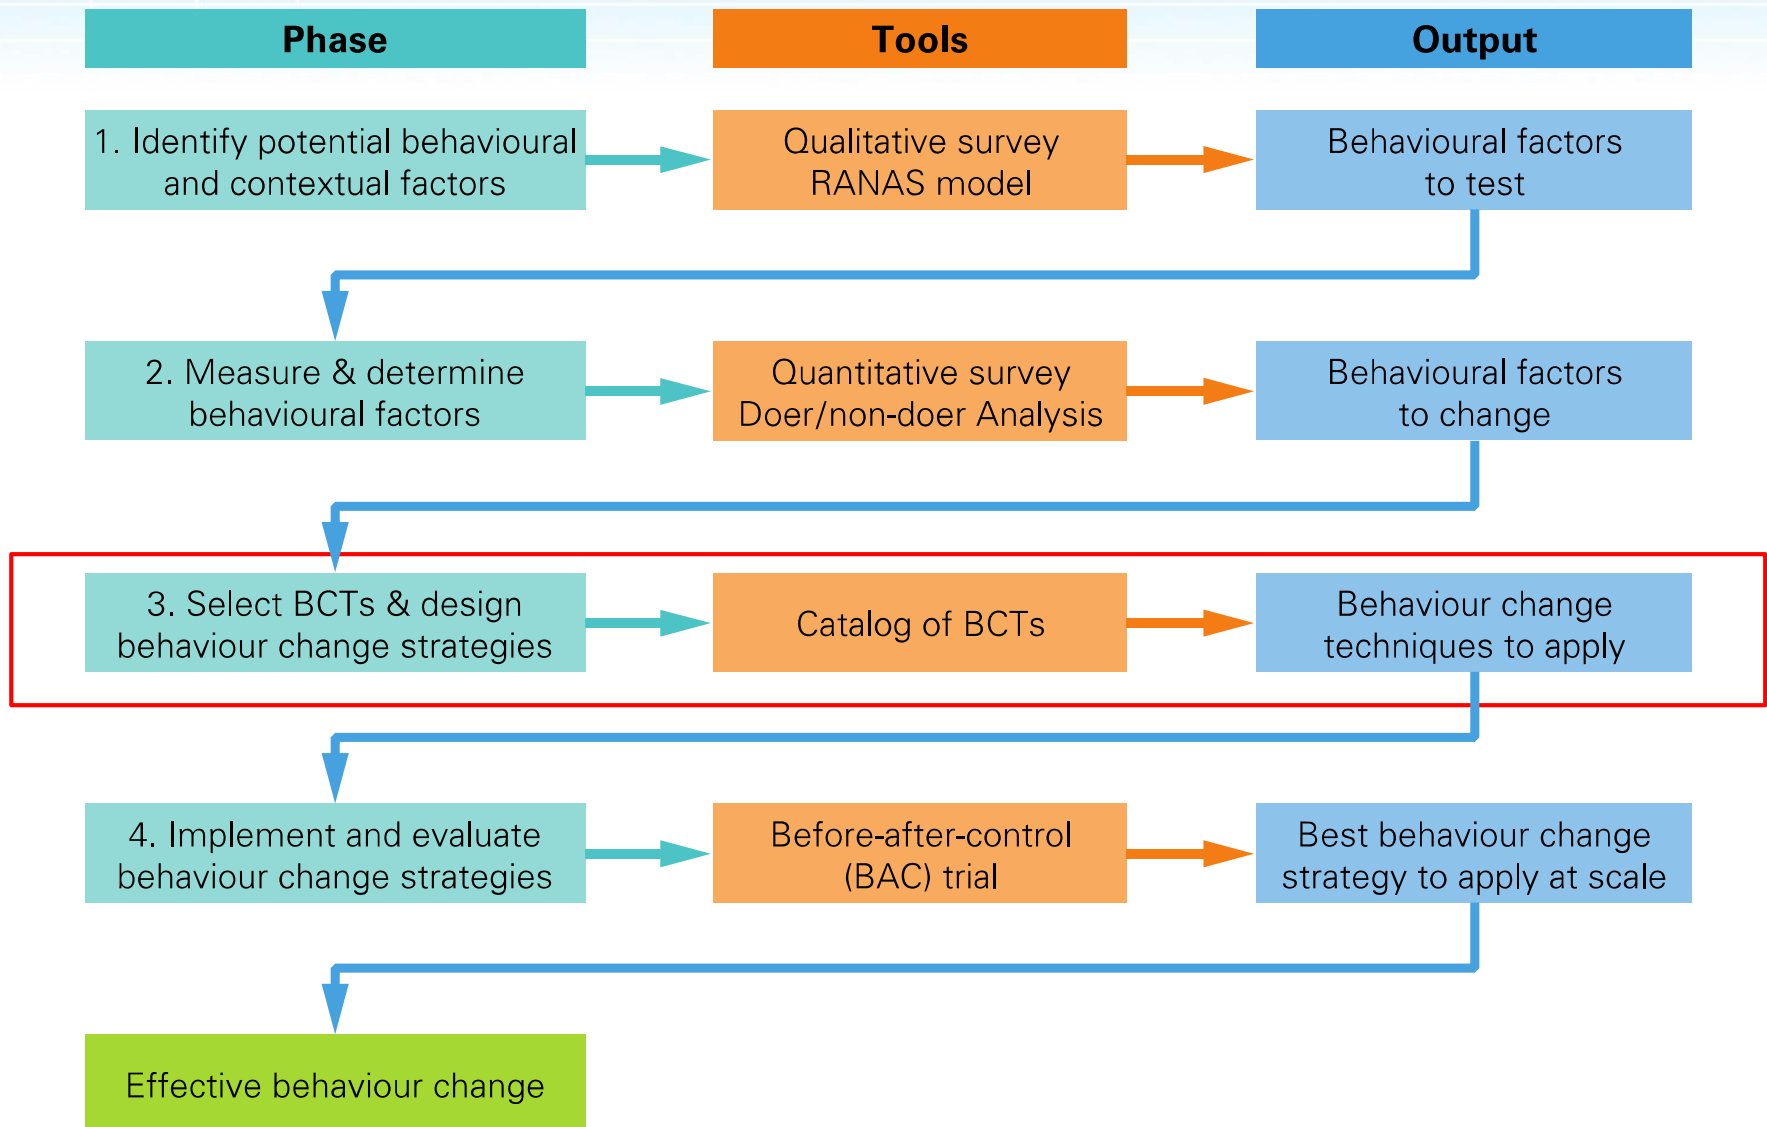 Phase
Tools
Output
1. Identify potential behavioural
and contextual factors
Qualitative survey
RANAS model
Behavioural factors
to test
2. Measure & determine
behavioural factors
Quantitative survey
Doer/non-doer Analysis
Behavioural factors
to change
3. Select BCTs & design
behaviour change strategies
Catalog of BCTs
Behaviour change
techniques to apply
4. Implement and evaluate
behaviour change strategies
Before-after-control
(BAC) trial
Best behaviour change
strategy to apply at scale
Effective behaviour change